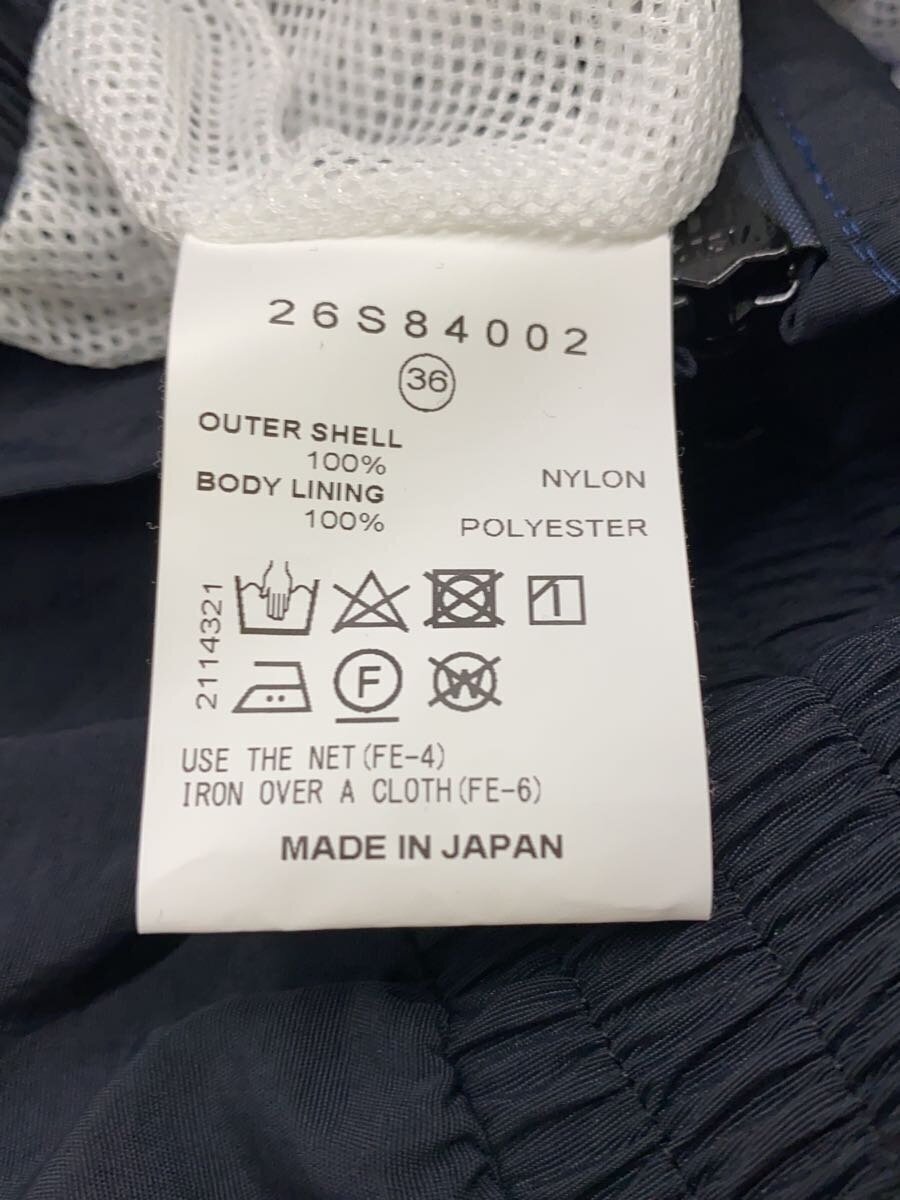 26S84002
36
OUTER SHELL
100%
NYLON
BODY LINING
100%
POLYESTER
2114321
F
W
USE THE NET(FE-4)
IRON OVER A CLOTH(FE-6)
MADE IN JAPAN